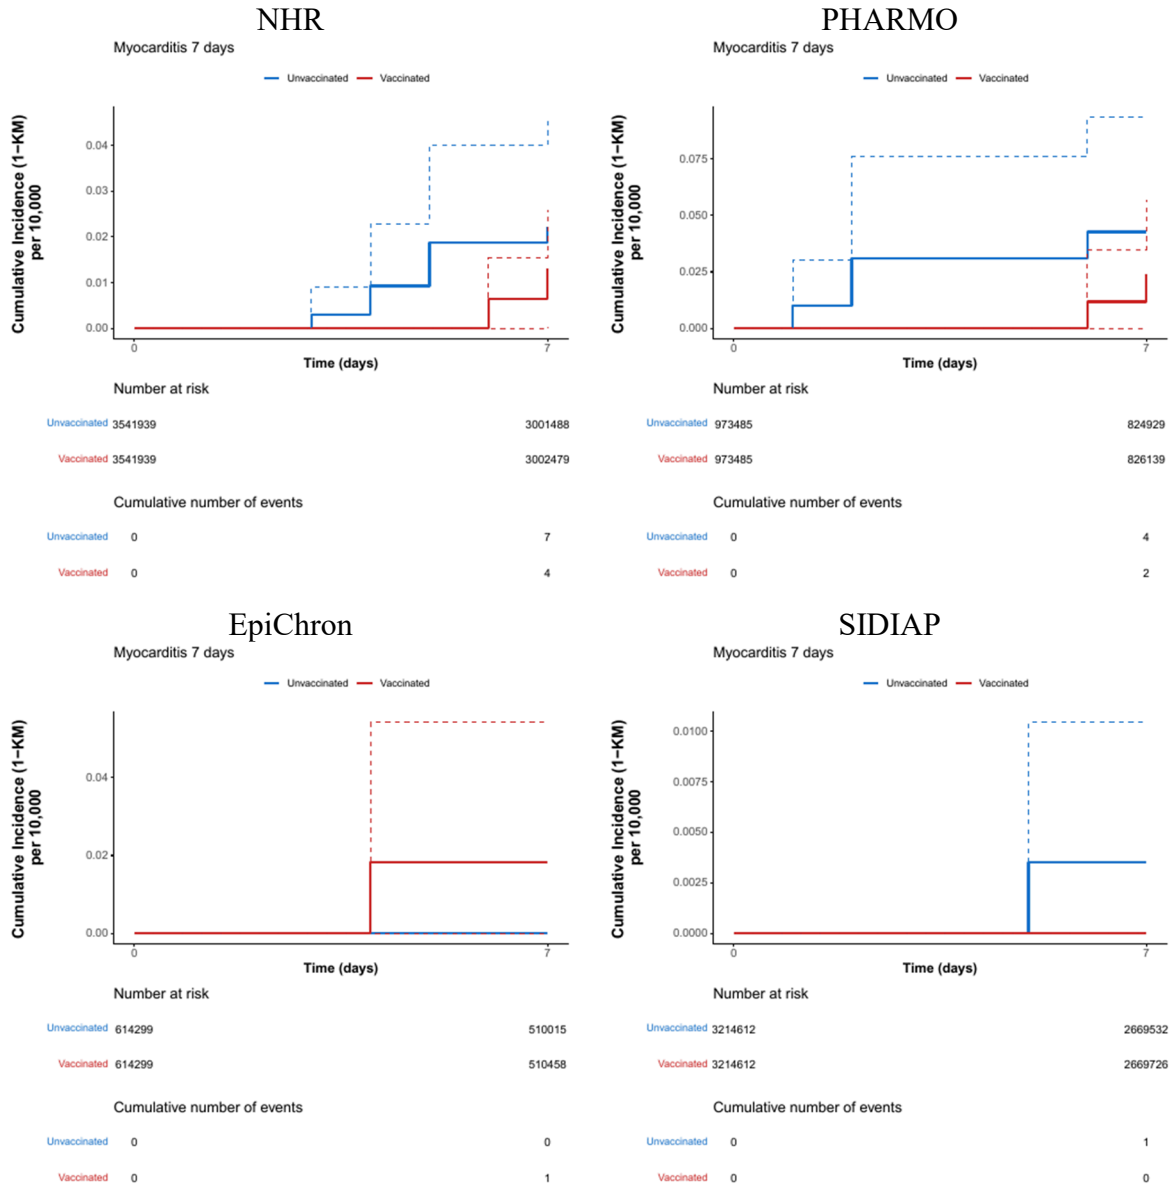 NHR
Myocarditis 7 days
Unvaccinated Vaccinated
Cumulative Incidence (1−KM)
per 10,000
0.04
0.03
0.02
0.01
0.00
0 7
Time (days)
Number at risk
Unvaccinated 3541939 3001488
Vaccinated 3541939 3002479
Cumulative number of events
Unvaccinated 0 7
Vaccinated 0 4
PHARMO
Myocarditis 7 days
Unvaccinated Vaccinated
Cumulative Incidence (1−KM)
per 10,000
0.075
0.050
0.025
0.000
0 7
Time (days)
Number at risk
Unvaccinated 973485 824929
Vaccinated 973485 826139
Cumulative number of events
Unvaccinated 0 4
Vaccinated 0 2
EpiChron
Myocarditis 7 days
Unvaccinated Vaccinated
Cumulative Incidence (1−KM)
per 10,000
0.04
0.02
0.00
0 7
Time (days)
Number at risk
Unvaccinated 614299 510015
Vaccinated 614299 510458
Cumulative number of events
Unvaccinated 0 0
Vaccinated 0 1
SIDIAP
Myocarditis 7 days
Unvaccinated Vaccinated
Cumulative Incidence (1−KM)
per 10,000
0.0100
0.0075
0.0050
0.0025
0.0000
0 7
Time (days)
Number at risk
Unvaccinated 3214612 2669532
Vaccinated 3214612 2669726
Cumulative number of events
Unvaccinated 0 1
Vaccinated 0 0